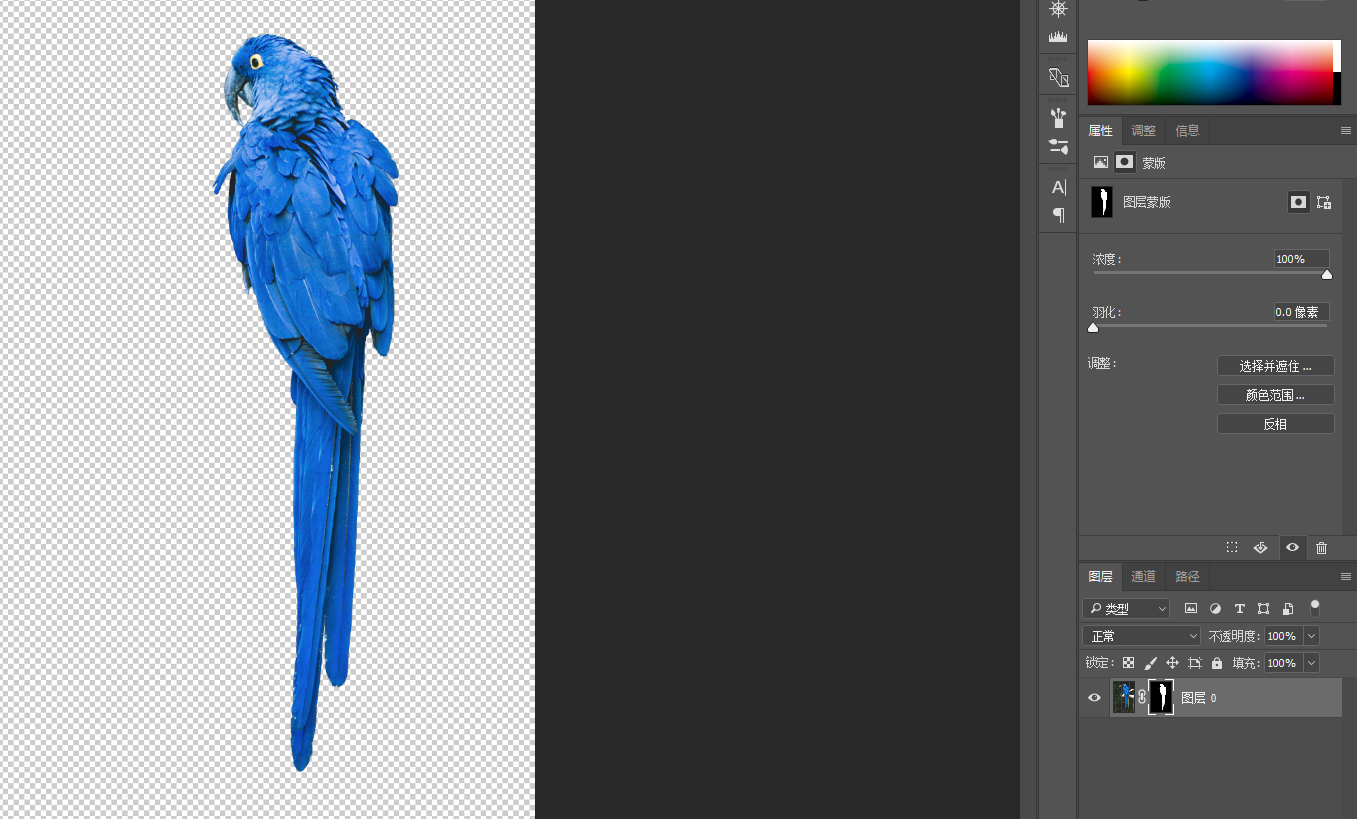 属性 调整 信息
蒙版
图层蒙版
浓度: 100%
羽化: 0.0 像素
调整:
选择并遮住 ...
颜色范围 ...
反相
图层 通道 路径
类型
正常 不透明度: 100%
锁定: 填充: 100%
图层 0